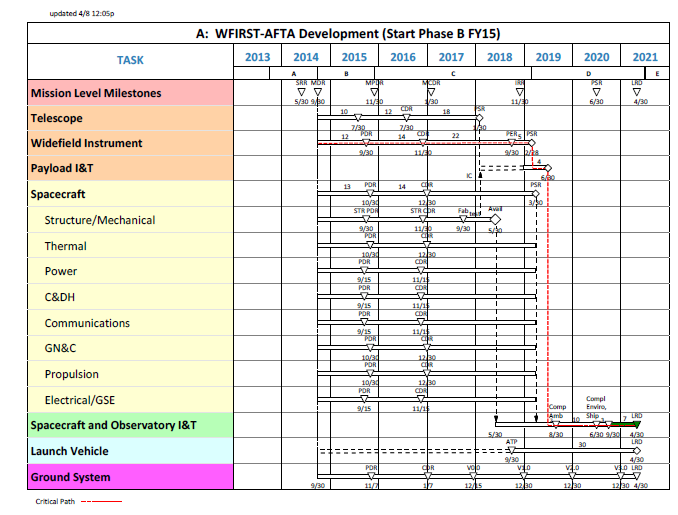 updated 4/8 12:05p
A: WFIRST-AFTA Development (Start Phase B FY15)
TASK 2013 2014 2015 2016 2017 2018 2019 2020 2021
A B C D E
SRR MDR MPDR MCDR IRR PSR LRD
Mission Level Milestones
5/30 9/30 11/30 1/30 11/30 6/30 4/30
10 12 CDR 18 PSR
Telescope
7/30 7/30 1/30
12 PDR 14 CDR 22 PER 5 PSR
Widefield Instrument
9/30 11/30 9/30 2/28
4
Payload I&T
IC 6/30
13 PDR 14 CDR PSR
Spacecraft
10/30 12/30 3/30
STR PDR STR CDR Fab test Avail
Structure/Mechanical
9/30 11/30 9/30 5/30
PDR CDR
Thermal
10/30 12/30
PDR CDR
Power
9/15 11/15
PDR CDR
C&DH
9/15 11/15
PDR CDR
Communications
9/15 11/15
PDR CDR
GN&C
10/30 12/30
PDR CDR
Propulsion
10/30 12/30
PDR CDR
Electrical/GSE
9/15 11/15
Comp Amb Compl Enviro, Ship
10 7 LRD
Spacecraft and Observatory I&T
5/30 8/30 6/30 9/30 4/30
ATP 30 LRD
Launch Vehicle
9/30 4/30
PDR CDR V0.0 V1.0 V2.0 V3.0 LRD
Ground System
9/30 11/7 1/7 12/15 12/30 12/30 12/30 4/30
Critical Path